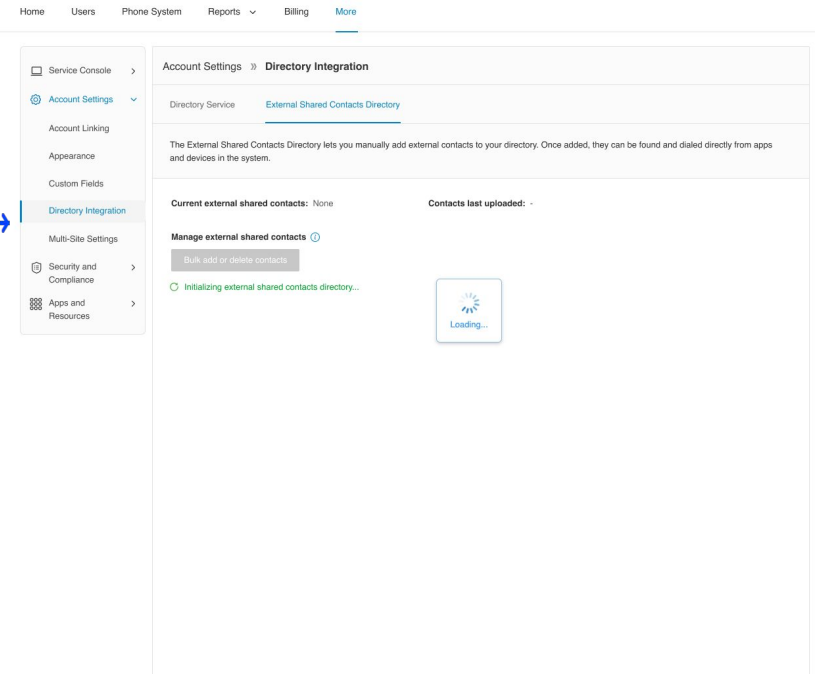 Home Users Phone System Reports Billing More
Service Console
Account Settings
Account Linking
Appearance
Custom Fields
Directory Integration
Multi-Site Settings
Security and
Compliance
Apps and
Resources
Account Settings » Directory Integration
Directory Service External Shared Contacts Directory
The External Shared Contacts Directory lets you manually add external contacts to your directory. Once added, they can be found and dialed directly from apps
and devices in the system.
Current external shared contacts: None Contacts last uploaded: -
Manage external shared contacts
Bulk add or delete contacts
Initializing external shared contacts directory...
Loading...